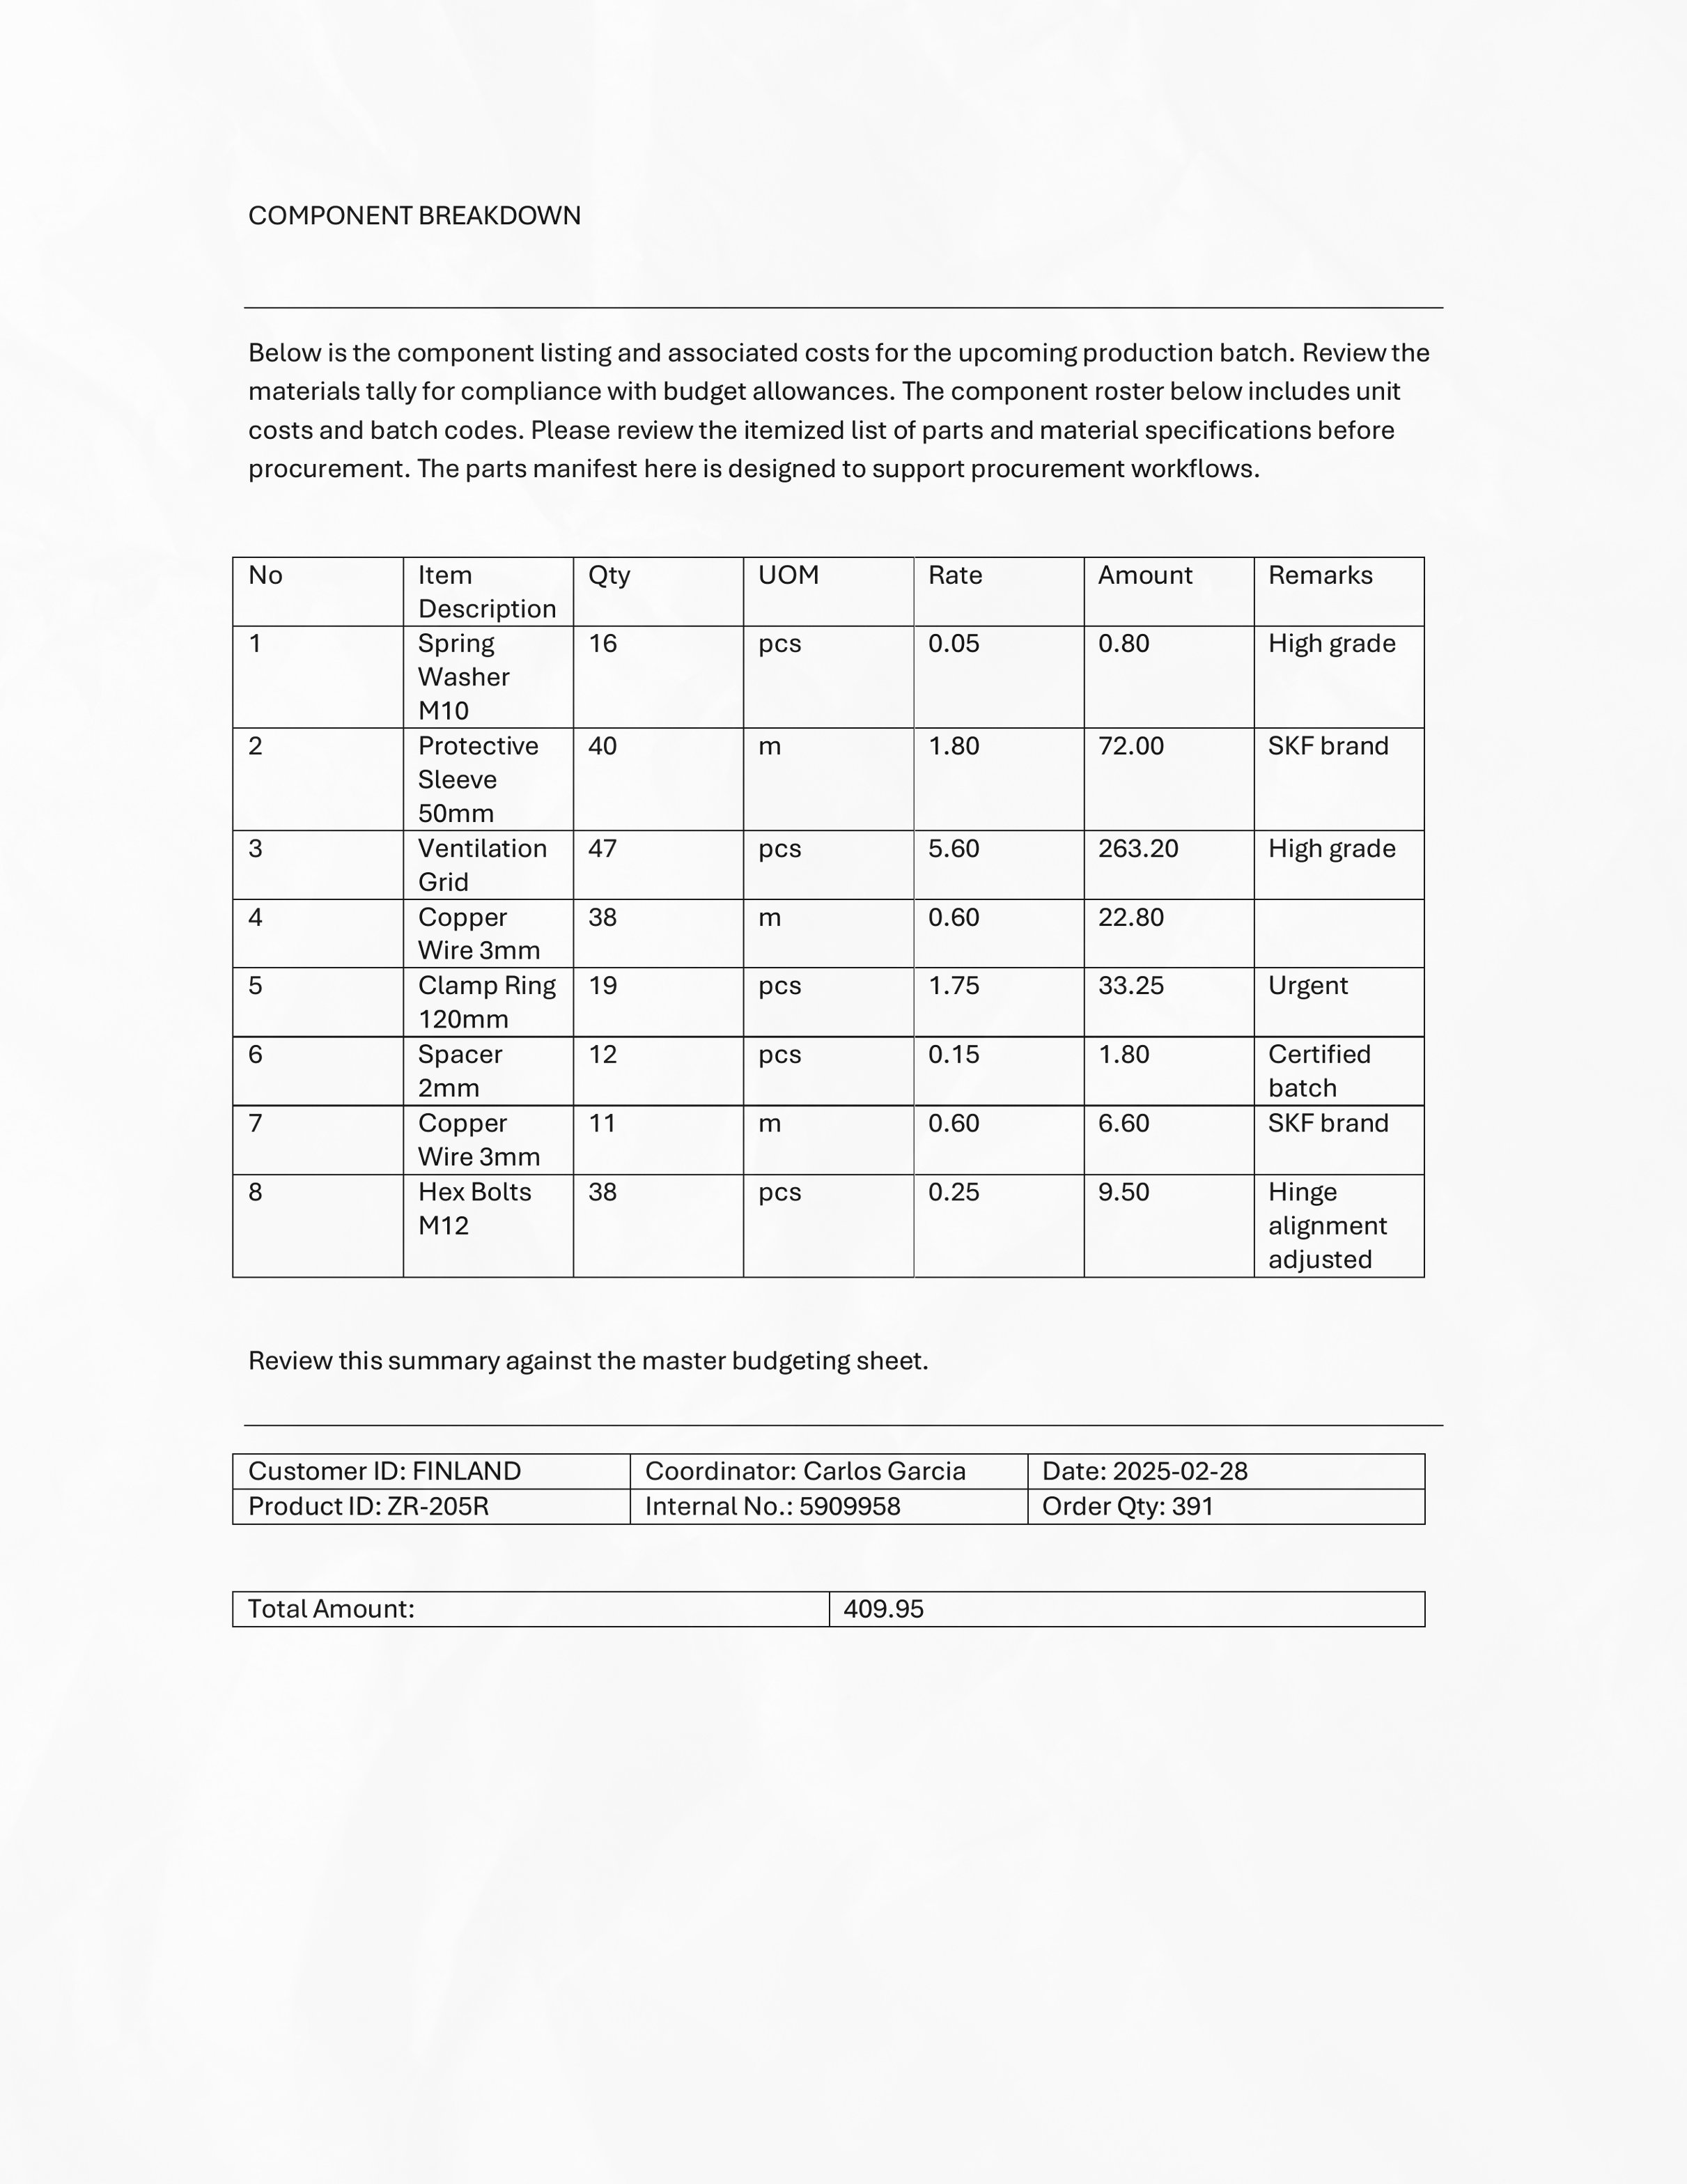 COMPONENT BREAKDOWN
Below is the component listing and associated costs for the upcoming production batch. Review the
materials tally for compliance with budget allowances. The component roster below includes unit
costs and batch codes. Please review the itemized list of parts and material specifications before
procurement. The parts manifest here is designed to support procurement workflows.
No Item Description Qty UOM Rate Amount Remarks
1 Spring Washer M10 16 pcs 0.05 0.80 High grade
2 Protective Sleeve 50mm 40 m 1.80 72.00 SKF brand
3 Ventilation Grid 47 pcs 5.60 263.20 High grade
4 Copper Wire 3mm 38 m 0.60 22.80
5 Clamp Ring 120mm 19 pcs 1.75 33.25 Urgent
6 Spacer 2mm 12 pcs 0.15 1.80 Certified batch
7 Copper Wire 3mm 11 m 0.60 6.60 SKF brand
8 Hex Bolts M12 38 pcs 0.25 9.50 Hinge alignment adjusted
Review this summary against the master budgeting sheet.
Customer ID: FINLAND Coordinator: Carlos Garcia Date: 2025-02-28
Product ID: ZR-205R Internal No.: 5909958 Order Qty: 391
Total Amount: 409.95